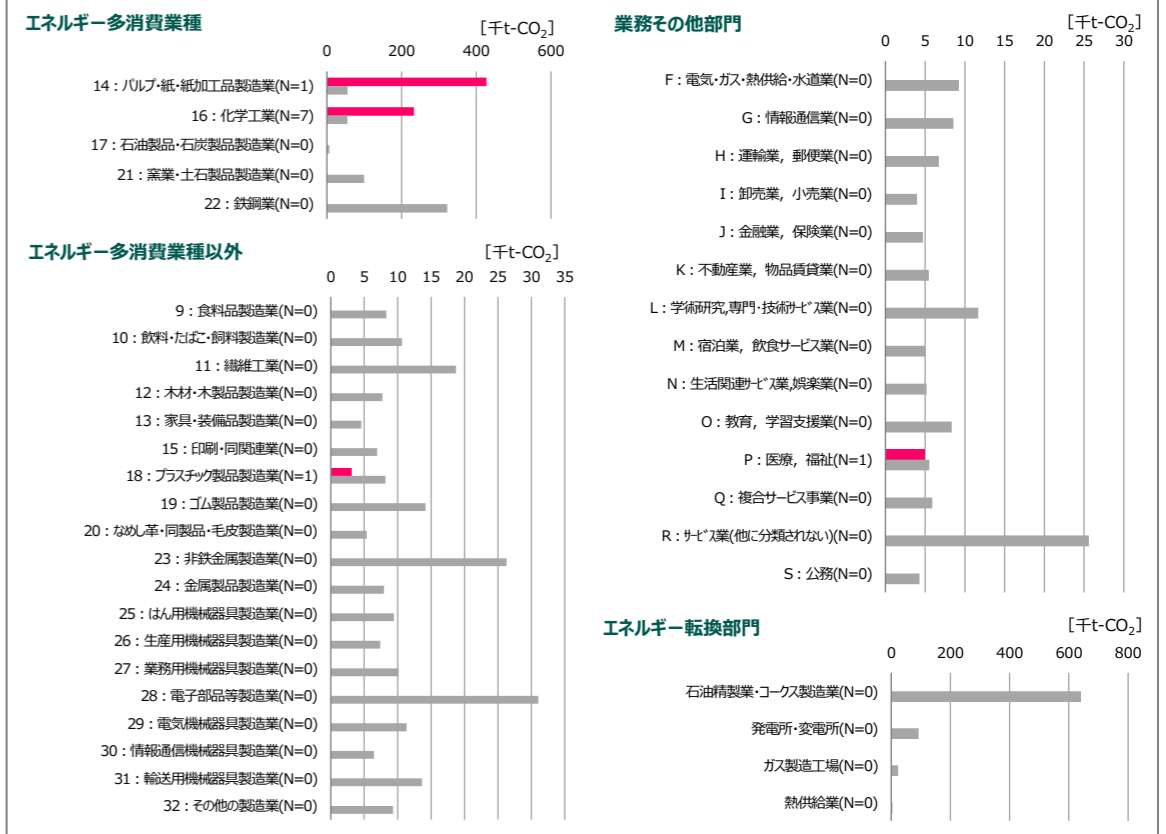 エネルギー多消費業種
[千t-CO2]
0 200 400 600
14：パルプ・紙・紙加工品製造業(N=1)
16：化学工業(N=7)
17：石油製品・石炭製品製造業(N=0)
21：窯業・土石製品製造業(N=0)
22：鉄鋼業(N=0)
エネルギー多消費業種以外
[千t-CO2]
0 5 10 15 20 25 30 35
9：食料品製造業(N=0)
10：飲料・たばこ・飼料製造業(N=0)
11：繊維工業(N=0)
12：木材・木製品製造業(N=0)
13：家具・装備品製造業(N=0)
15：印刷・同関連業(N=0)
18：プラスチック製品製造業(N=1)
19：ゴム製品製造業(N=0)
20：なめし革・同製品・毛皮製造業(N=0)
23：非鉄金属製造業(N=0)
24：金属製品製造業(N=0)
25：はん用機械器具製造業(N=0)
26：生産用機械器具製造業(N=0)
27：業務用機械器具製造業(N=0)
28：電子部品等製造業(N=0)
29：電気機械器具製造業(N=0)
30：情報通信機械器具製造業(N=0)
31：輸送用機械器具製造業(N=0)
32：その他の製造業(N=0)
業務その他部門
[千t-CO2]
0 5 10 15 20 25 30
F：電気・ガス・熱供給・水道業(N=0)
G：情報通信業(N=0)
H：運輸業，郵便業(N=0)
I：卸売業，小売業(N=0)
J：金融業，保険業(N=0)
K：不動産業，物品賃貸業(N=0)
L：学術研究,専門・技術ｻｰﾋﾞｽ業(N=0)
M：宿泊業，飲食サービス業(N=0)
N：生活関連ｻｰﾋﾞｽ業,娯楽業(N=0)
O：教育，学習支援業(N=0)
P：医療，福祉(N=1)
Q：複合サービス事業(N=0)
R：ｻｰﾋﾞｽ業(他に分類されない)(N=0)
S：公務(N=0)
エネルギー転換部門
[千t-CO2]
0 200 400 600 800
石油精製業・コークス製造業(N=0)
発電所・変電所(N=0)
ガス製造工場(N=0)
熱供給業(N=0)